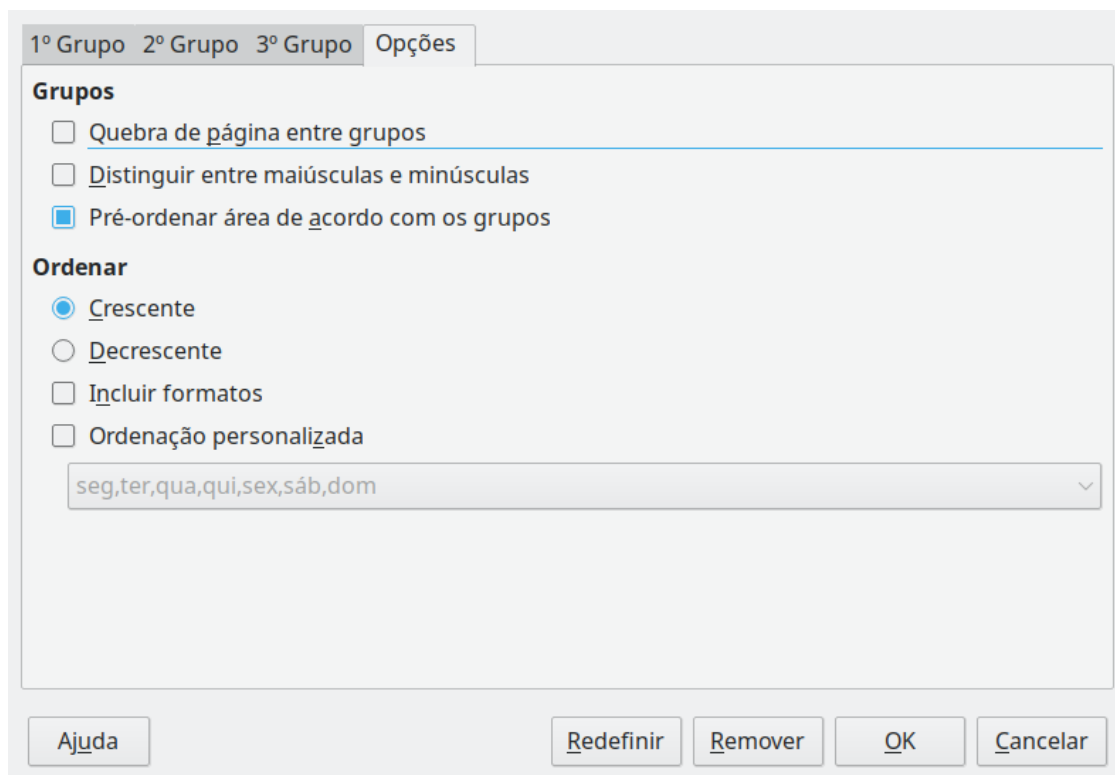 1º Grupo 2º Grupo 3º Grupo Opções
Grupos
Quebra de página entre grupos
Distinguir entre maiúsculas e minúsculas
Pré-ordenar área de acordo com os grupos
Ordenar
Crescente
Decrescente
Incluir formatos
Ordenação personalizada
seg,ter,qua,qui,sex,sáb,dom
Ajuda Redefinir Remover OK Cancelar